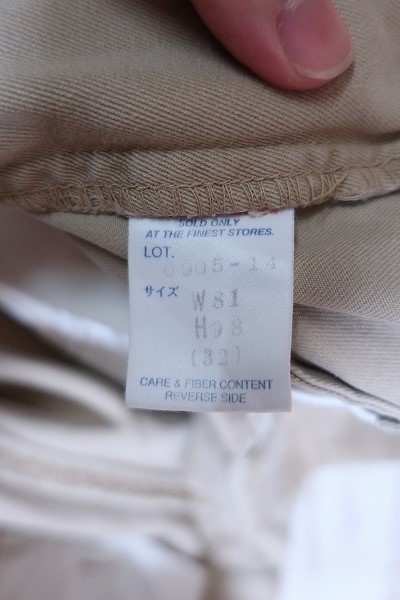 SOLD ONLY
AT THE FINEST STORES.
LOT.
0905-14
サイズ W81
H98
(32)
CARE & FIBER CONTENT
REVERSE SIDE